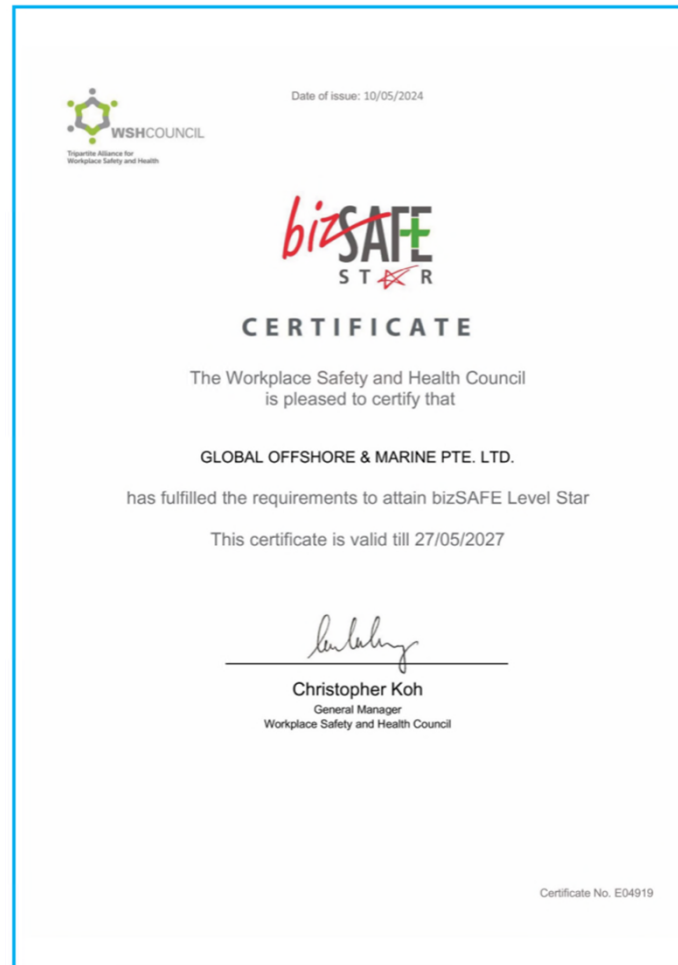 Date of issue: 10/05/2024
WSHCOUNCIL
Tripartite Alliance for
Workplace Safety and Health
bizSAFE
STAR
CERTIFICATE
The Workplace Safety and Health Council
is pleased to certify that
GLOBAL OFFSHORE & MARINE PTE. LTD.
has fulfilled the requirements to attain bizSAFE Level Star
This certificate is valid till 27/05/2027
Christopher Koh
General Manager
Workplace Safety and Health Council
Certificate No. E04919